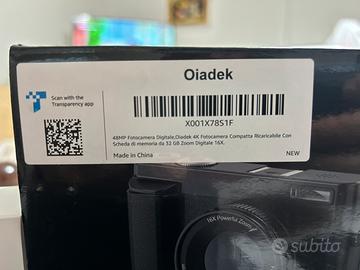 Oiadek
Scan with the
Transparency app
X001X78S1F
48MP Fotocamera Digitale,Oiadek 4K Fotocamera Compatta Ricaricabile Con
Scheda di memoria da 32 GB Zoom Digitale 16X.
Made in China
NEW
16X Powerful Zoom
subito